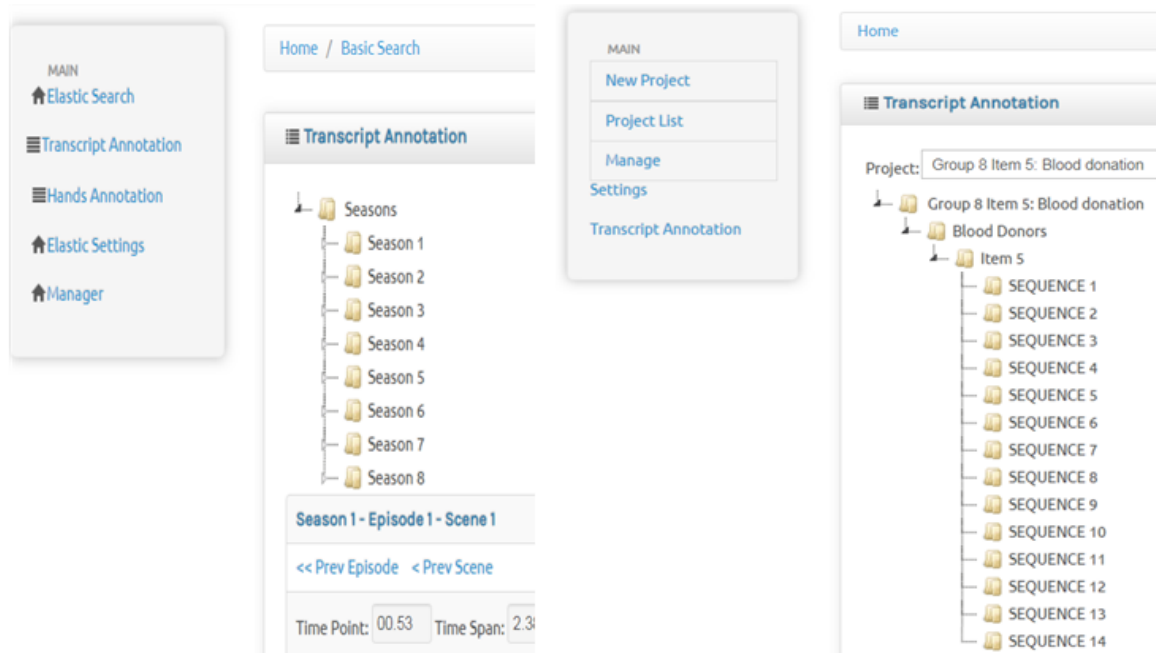 MAIN
Elastic Search
Transcript Annotation
Hands Annotation
Elastic Settings
Manager
Home / Basic Search
Transcript Annotation
Seasons
Season 1
Season 2
Season 3
Season 4
Season 5
Season 6
Season 7
Season 8
Season 1 - Episode 1 - Scene 1
<< Prev Episode < Prev Scene
Time Point: 00.53 Time Span:
MAIN
New Project
Project List
Manage
Settings
Transcript Annotation
Home
Transcript Annotation
Project: Group 8 Item 5: Blood donation
Group 8 Item 5: Blood donation
Blood Donors
Item 5
SEQUENCE 1
SEQUENCE 2
SEQUENCE 3
SEQUENCE 4
SEQUENCE 5
SEQUENCE 6
SEQUENCE 7
SEQUENCE 8
SEQUENCE 9
SEQUENCE 10
SEQUENCE 11
SEQUENCE 12
SEQUENCE 13
SEQUENCE 14